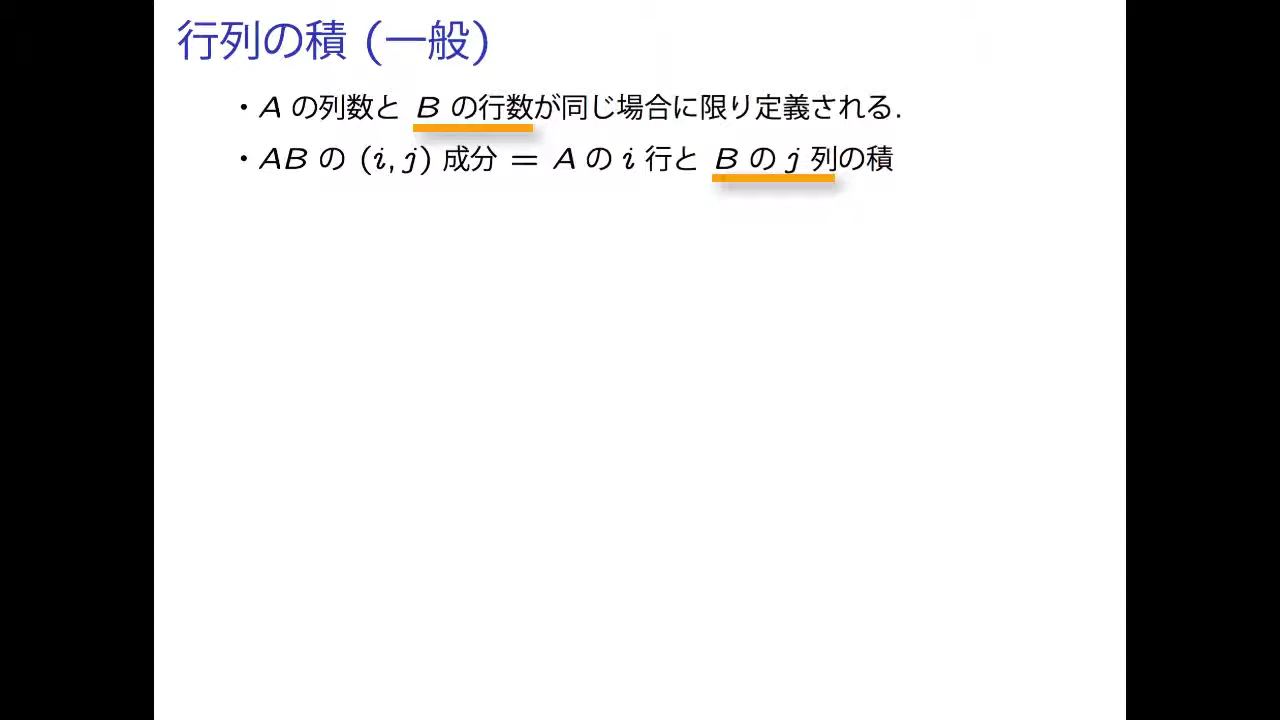 行列の積 (一般)
・A の列数と B の行数が同じ場合に限り定義される.
・AB の (i, j) 成分 = A の i 行と B の j 列の積